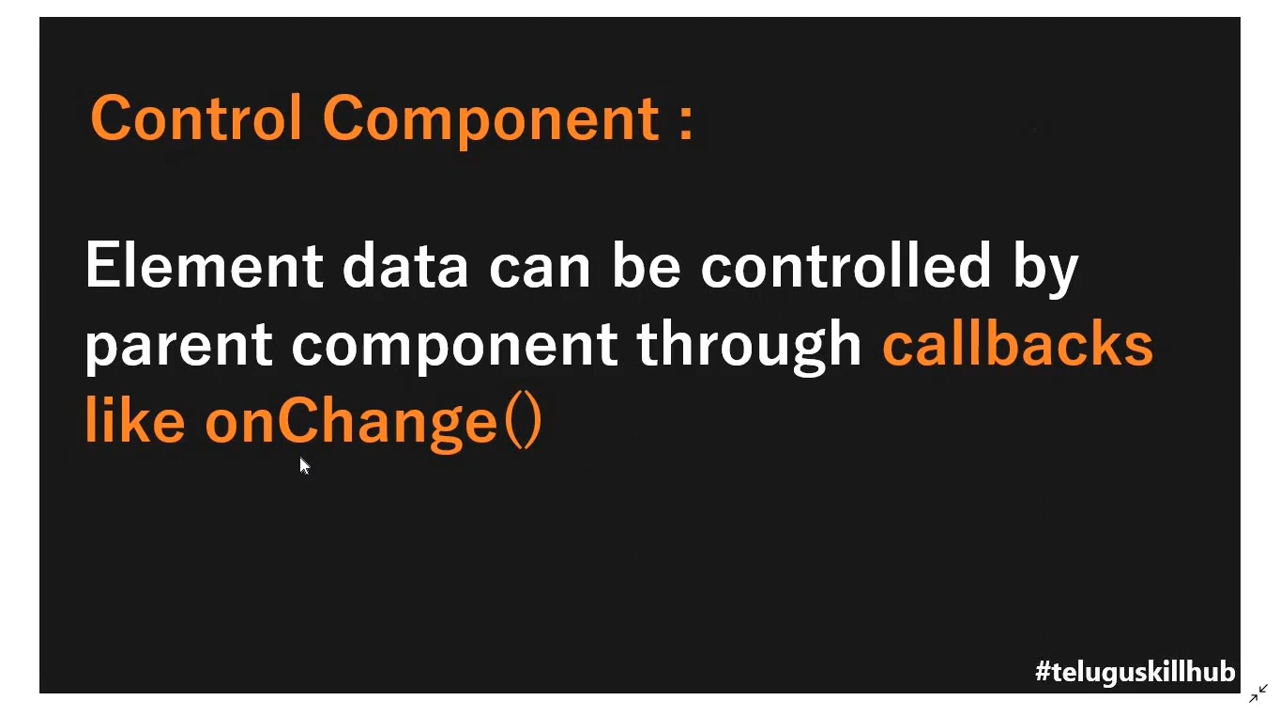 Control Component :
Element data can be controlled by
parent component through callbacks
like onChange()
#teluguskillhub